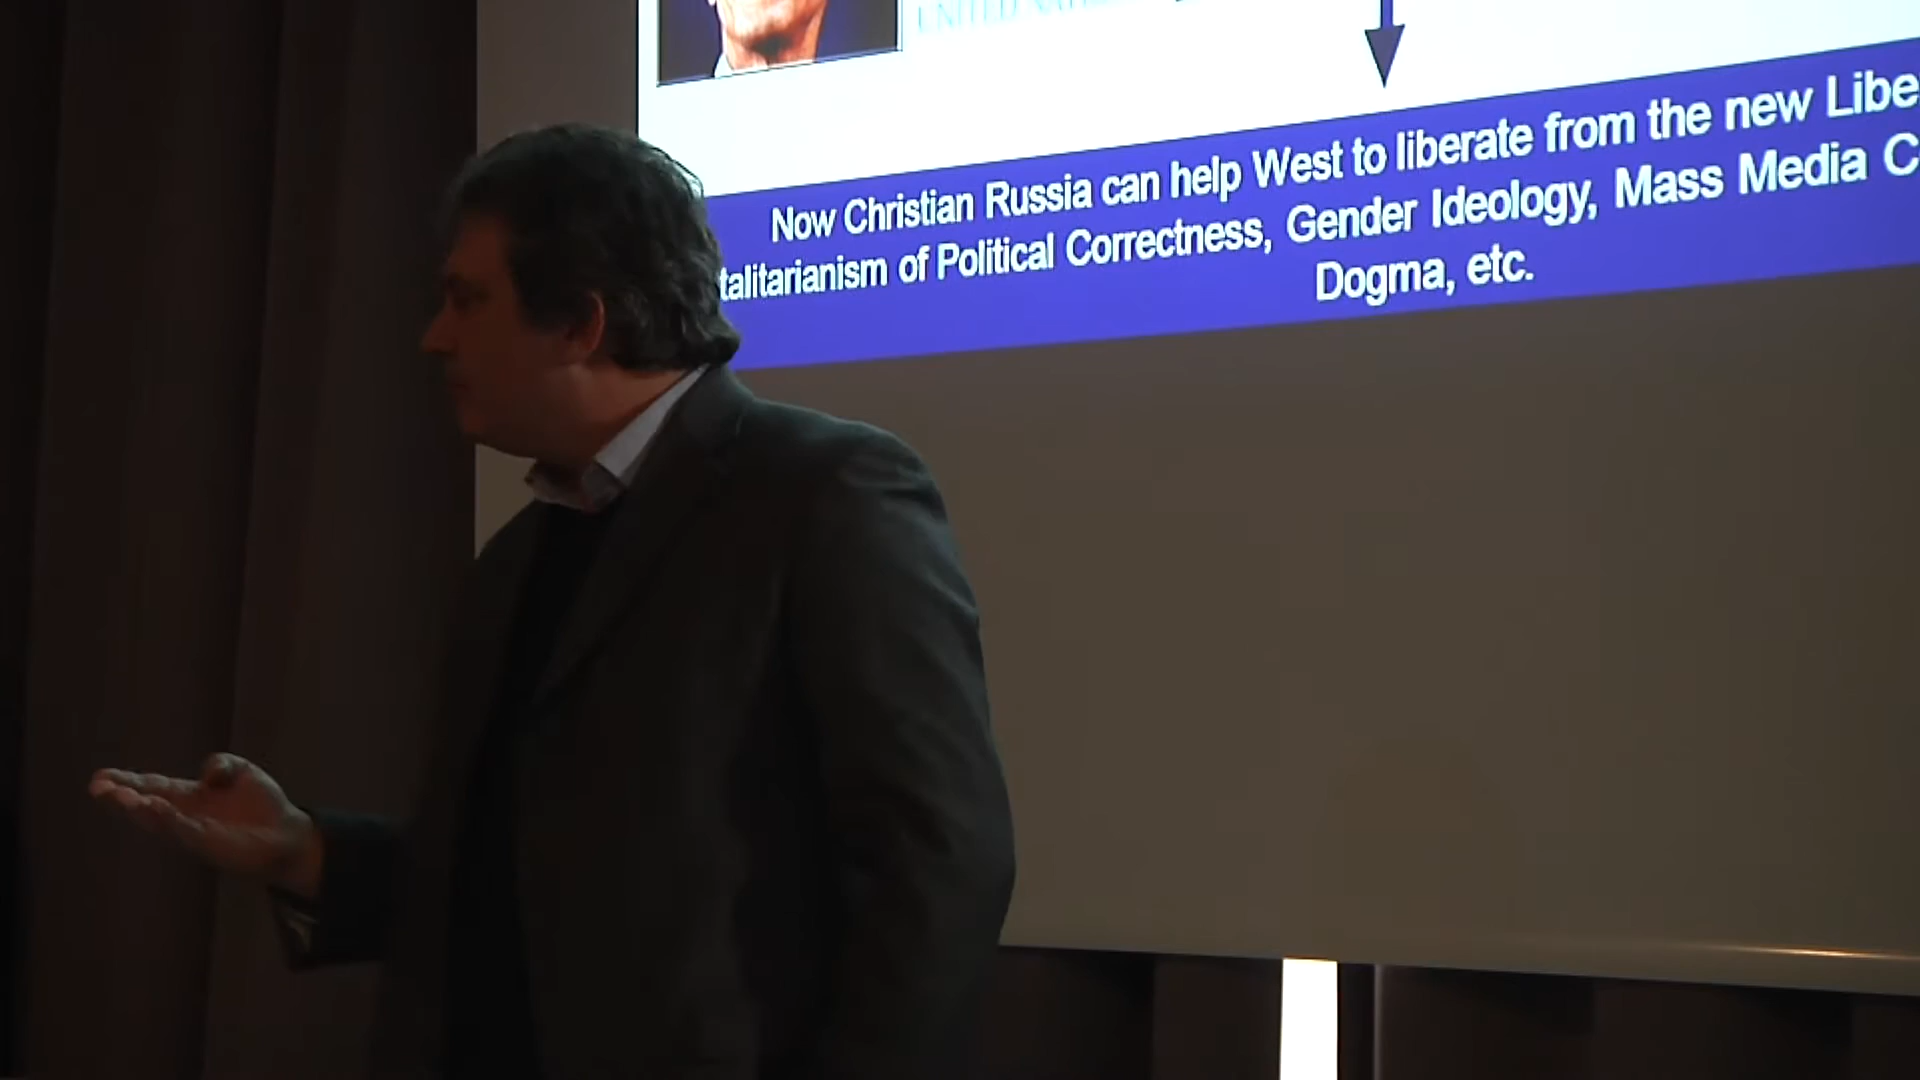 UNITED
Now Christian Russia can help West to liberate from the new Libe
talitarianism of Political Correctness, Gender Ideology, Mass Media C
Dogma, etc.